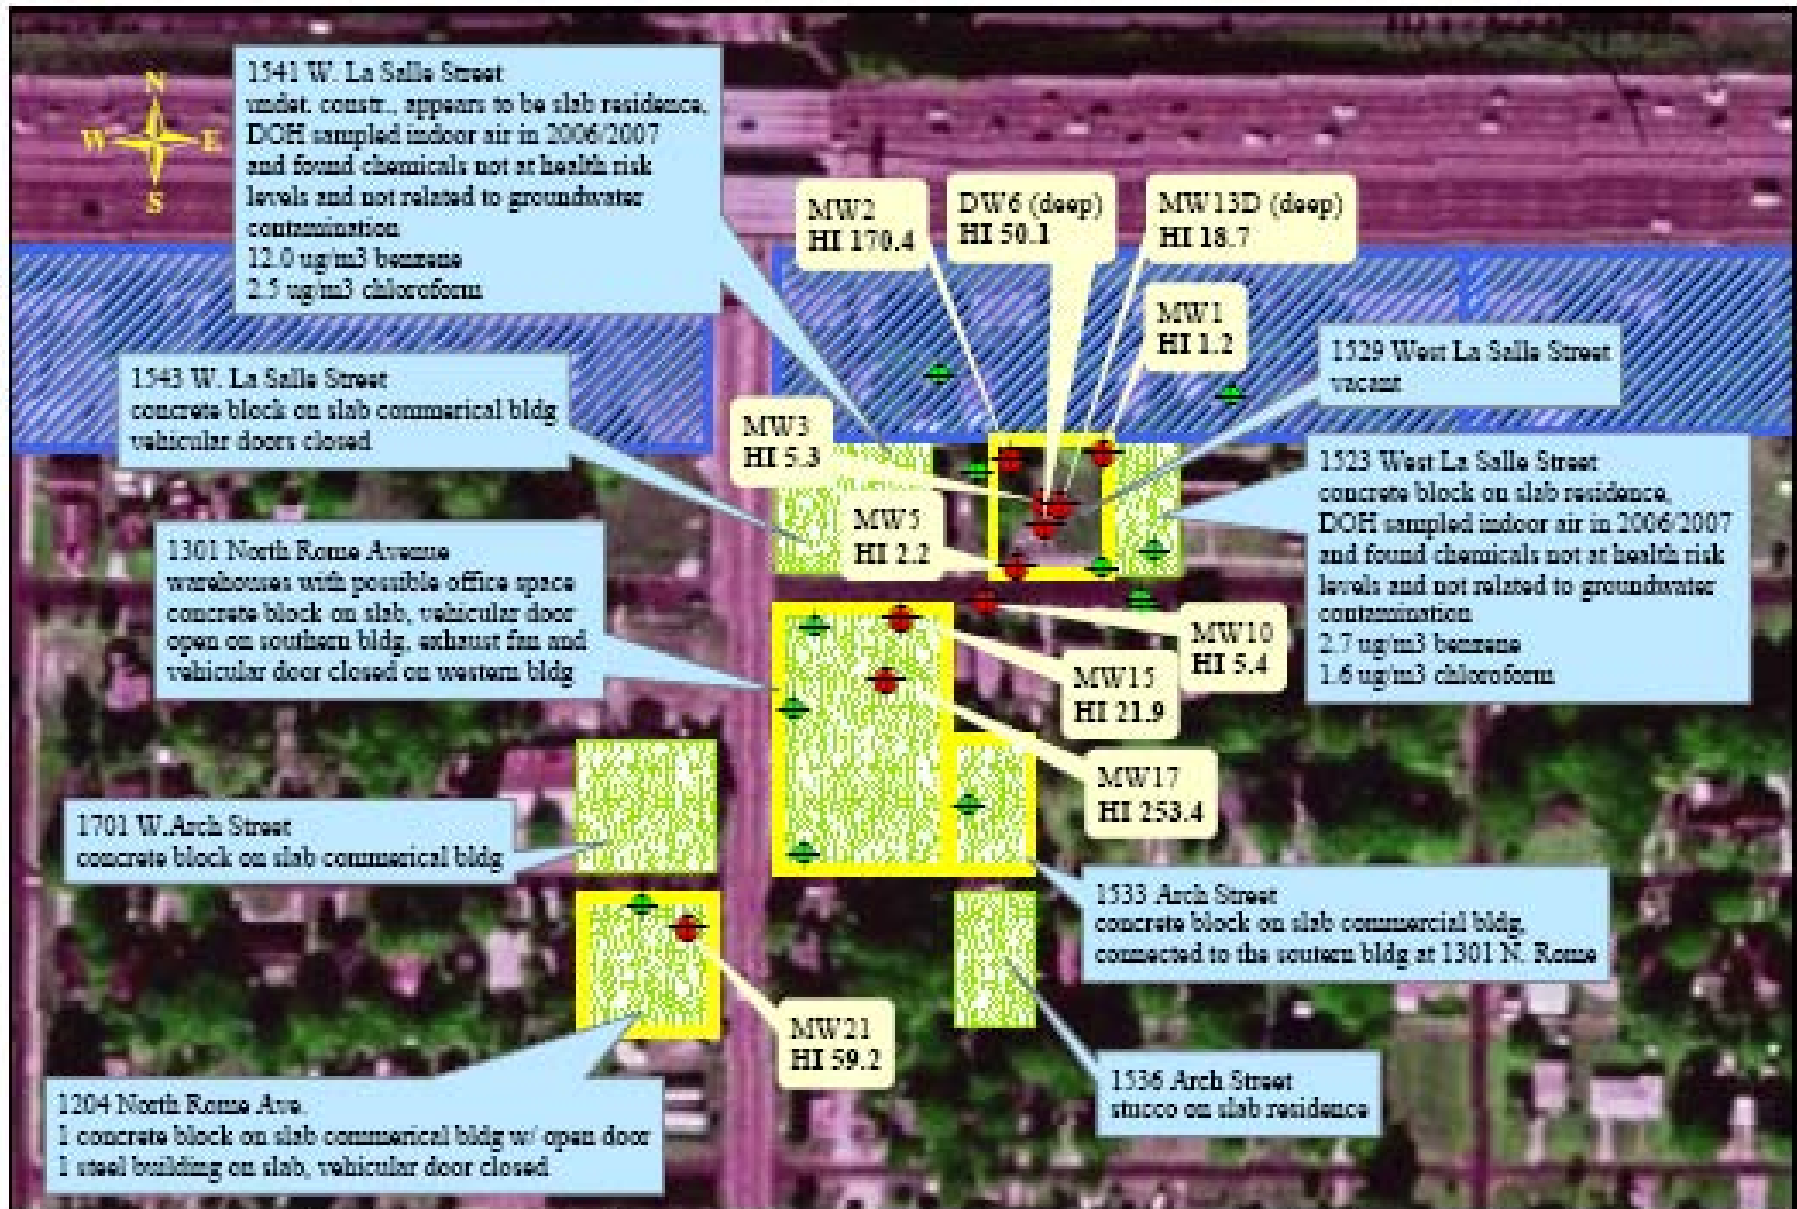 1541 W. La Salle Street
undet. constr., appears to be slab residence,
DOH sampled indoor air in 2006/2007
and found chemicals not at health risk
levels and not related to groundwater
contamination
12.0 ug/m3 benzene
2.5 ug/m3 chloroform
N
W
E
S
MW2
HI 170.4
DW6 (deep)
HI 50.1
MW13D (deep)
HI 18.7
MW1
HI 1.2
1529 West La Salle Street
vacant
1543 W. La Salle Street
concrete block on slab commerical bldg
vehicular doors closed
MW3
HI 5.3
1523 West La Salle Street
concrete block on slab residence,
DOH sampled indoor air in 2006/2007
and found chemicals not at health risk
levels and not related to groundwater
contamination
2.7 ug/m3 benzene
1.6 ug/m3 chloroform
MW5
HI 2.2
1301 North Rome Avenue
warehouses with possible office space
concrete block on slab, vehicular door
open on southern bldg, exhaust fan and
vehicular door closed on western bldg
MW10
HI 5.4
MW15
HI 21.9
MW17
HI 253.4
1701 W.Arch Street
concrete block on slab commerical bldg
1533 Arch Street
concrete block on slab commercial bldg,
connected to the soutern bldg at 1301 N. Rome
MW21
HI 59.2
1536 Arch Street
stucco on slab residence
1204 North Rome Ave.
1 concrete block on slab commerical bldg w/ open door
1 steel building on slab, vehicular door closed